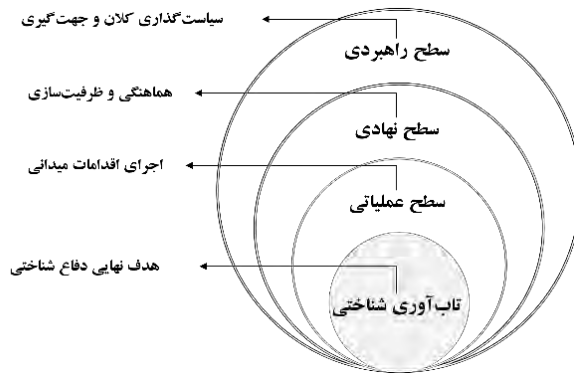 سیاست‌گذاری کلان و جهت‌گیری
سطح راهبردی
هماهنگی و ظرفیت‌سازی
سطح نهادی
اجرای اقدامات میدانی
سطح عملیاتی
هدف نهایی دفاع شناختی
تاب‌آوری شناختی